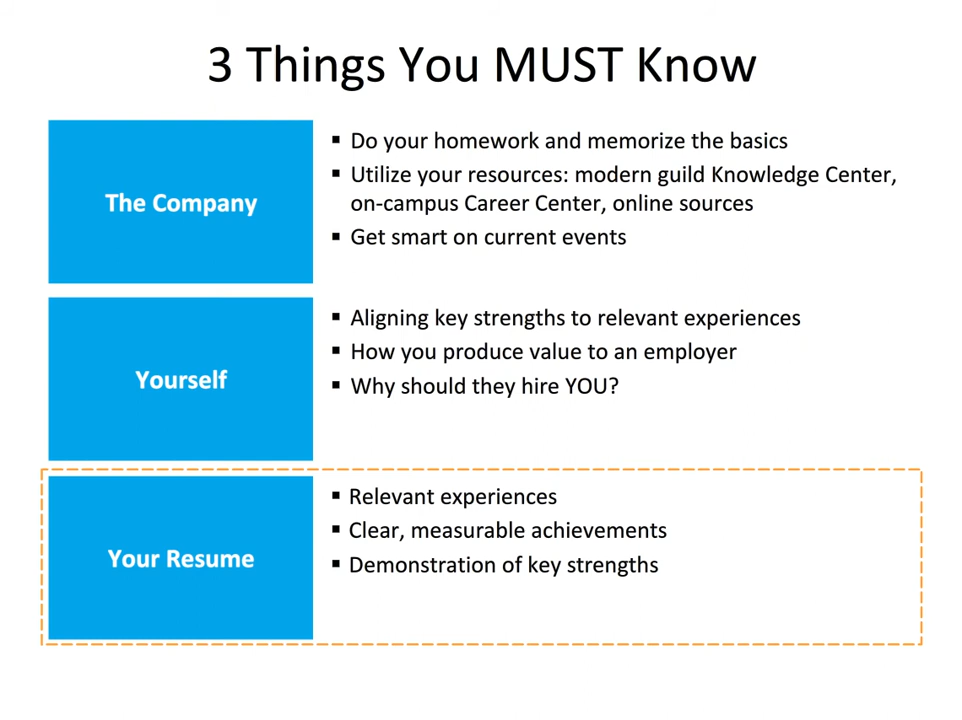 3 Things You MUST Know
The Company
▪ Do your homework and memorize the basics
▪ Utilize your resources: modern guild Knowledge Center,
on-campus Career Center, online sources
▪ Get smart on current events
Yourself
▪ Aligning key strengths to relevant experiences
▪ How you produce value to an employer
▪ Why should they hire YOU?
Your Resume
▪ Relevant experiences
▪ Clear, measurable achievements
▪ Demonstration of key strengths